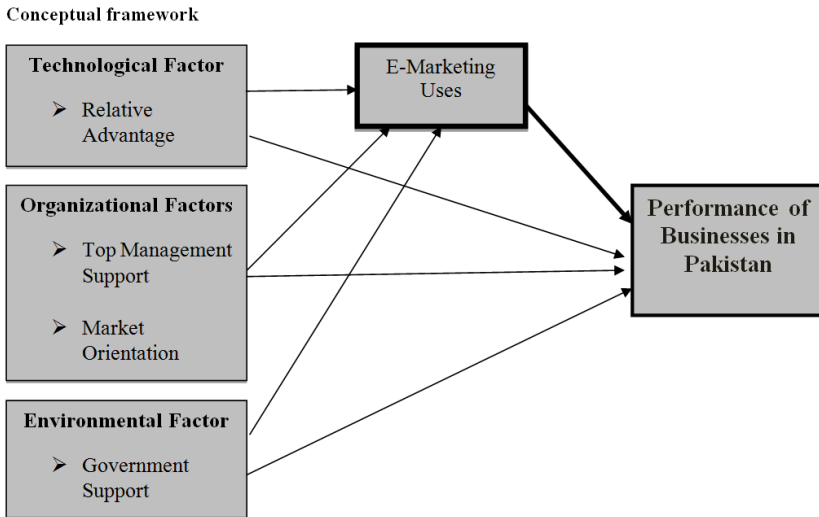 Conceptual framework
Technological Factor
➢ Relative
Advantage
Organizational Factors
➢ Top Management
Support
➢ Market
Orientation
Environmental Factor
➢ Government
Support
E-Marketing
Uses
Performance of
Businesses in
Pakistan